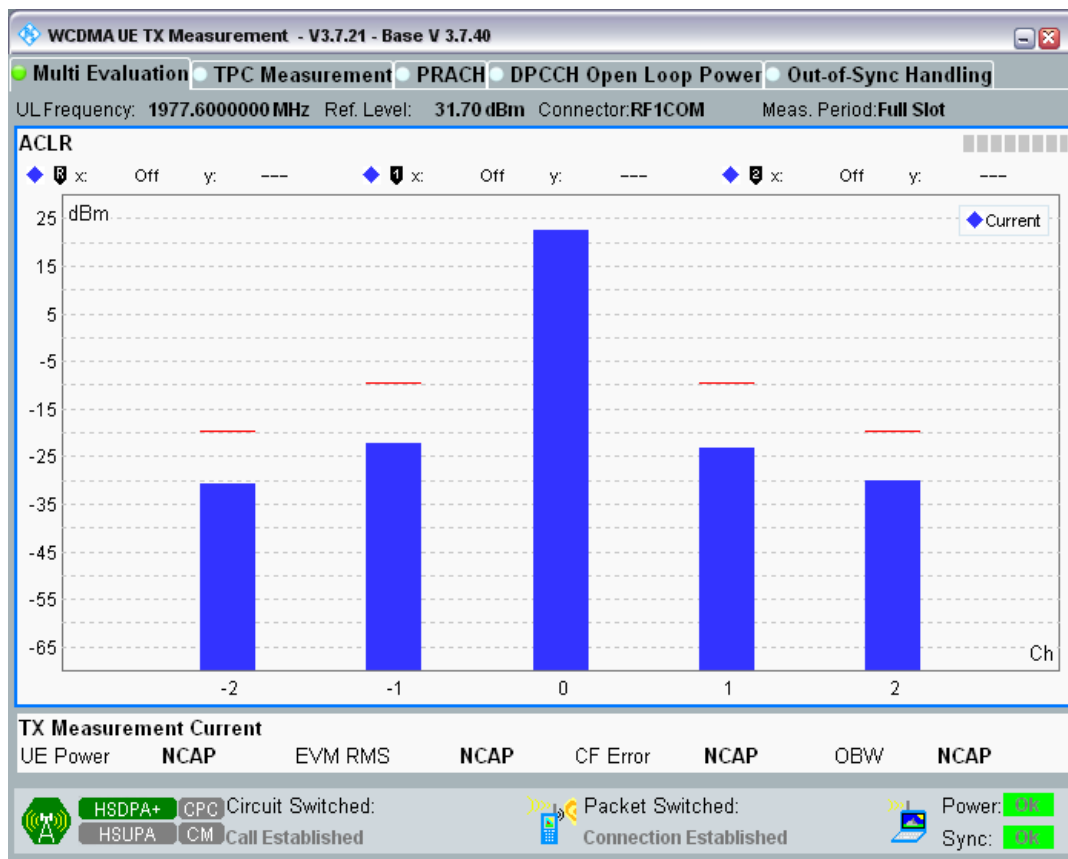 WCDMA UE TX Measurement - V3.7.21 - Base V 3.7.40
Multi Evaluation TPC Measurement PRACH DPCCH Open Loop Power Out-of-Sync Handling
UL Frequency: 1977.6000000 MHz Ref. Level: 31.70 dBm Connector:RF1COM Meas. Period:Full Slot
ACLR
R x: Off y: --- 1 x: Off y: --- 2 x: Off y: ---
25 dBm Current
15
5
-5
-15
-25
-35
-45
-55
-65 Ch
-2 -1 0 1 2
TX Measurement Current
UE Power NCAP EVM RMS NCAP CF Error NCAP OBW NCAP
HSDPA+ CPC Circuit Switched: Packet Switched: Power: OK
HSUPA CM Call Established Connection Established Sync: OK